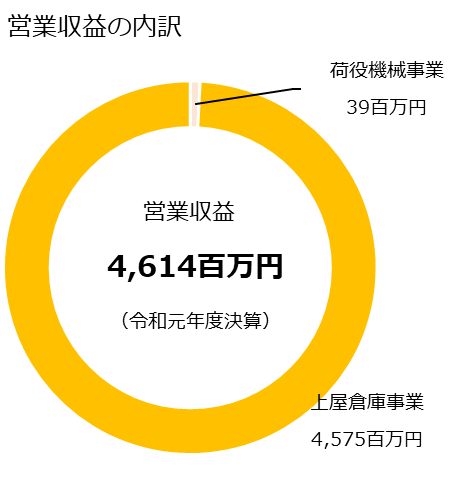 営業収益の内訳
荷役機械事業
39百万円
営業収益
4,614百万円
（令和元年度決算）
上屋倉庫事業
4,575百万円